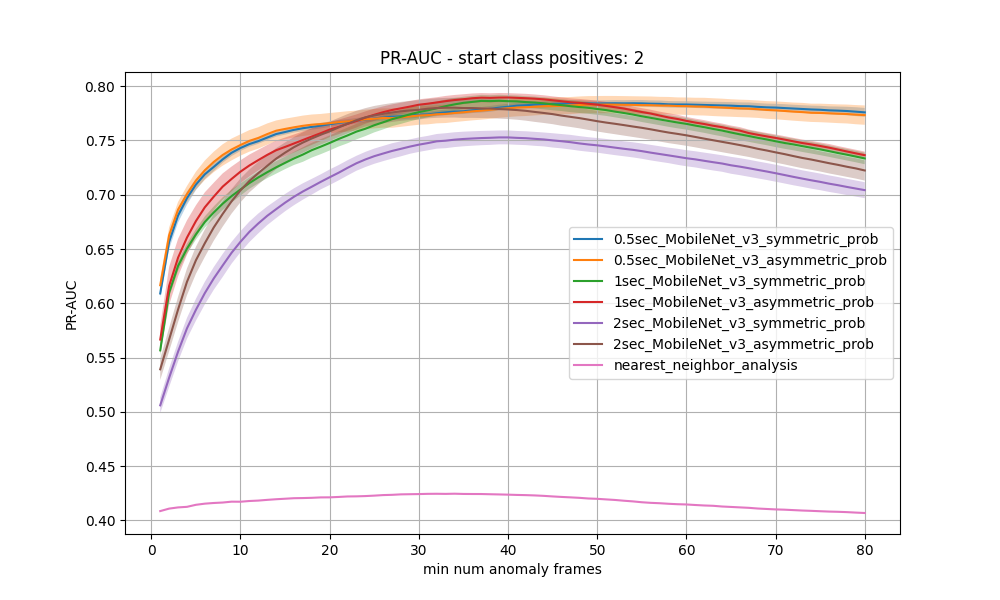 PR-AUC - start class positives: 2
PR-AUC
0.80
0.75
0.70
0.65
0.60
0.55
0.50
0.45
0.40
0.5sec_MobileNet_v3_symmetric_prob
0.5sec_MobileNet_v3_asymmetric_prob
1sec_MobileNet_v3_symmetric_prob
1sec_MobileNet_v3_asymmetric_prob
2sec_MobileNet_v3_symmetric_prob
2sec_MobileNet_v3_asymmetric_prob
nearest_neighbor_analysis
0 10 20 30 40 50 60 70 80
min num anomaly frames